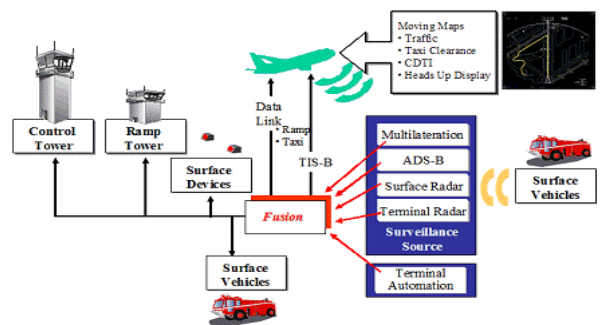 Moving Maps
• Traffic
• Taxi Clearance
• CDTI
• Heads Up Display
Control
Tower
Ramp
Tower
Data
Link
• Ramp
• Taxi
TIS-B
Surface
Devices
Fusion
Multilateration
ADS-B
Surface Radar
Terminal Radar
Surveillance
Source
Surface
Vehicles
Terminal
Automation
Surface
Vehicles